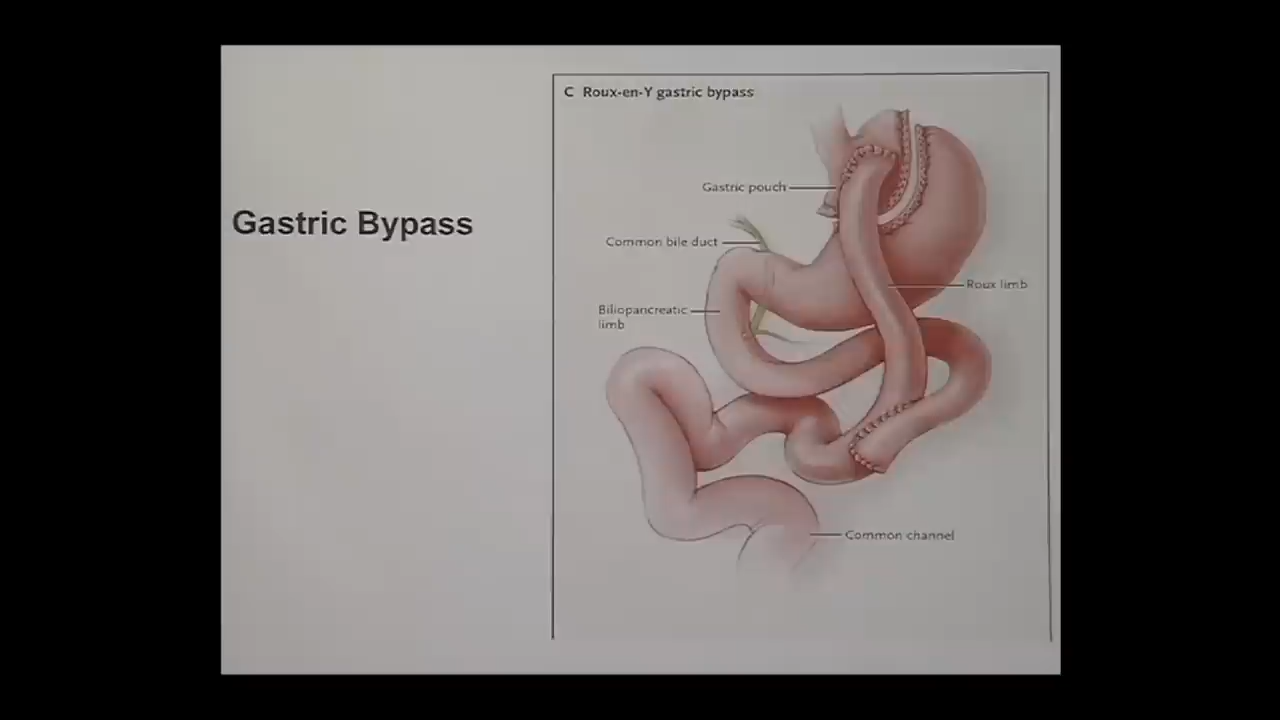 Gastric Bypass
C Roux-en-Y gastric bypass
Gastric pouch
Common bile duct
Roux limb
Biliopancreatic
limb
Common channel